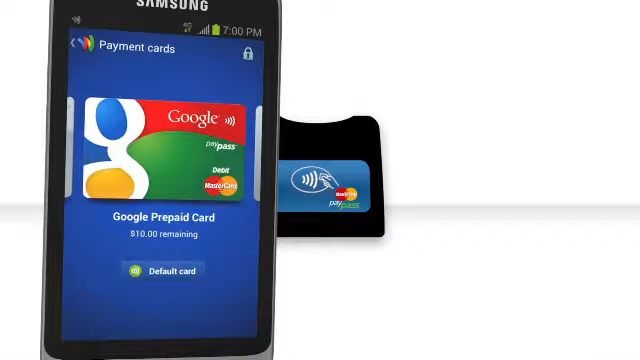 SAMSUNG
4G 7:00 PM
Payment cards
Google
paypass
Debit
MasterCard
Google Prepaid Card
$10.00 remaining
Default card
MasterCard
paypass